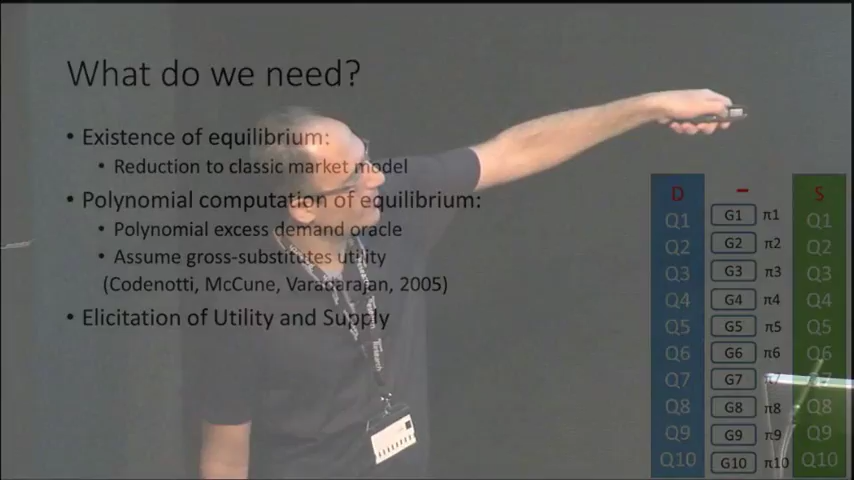 What do we need?
• Existence of equilibrium:
• Reduction to classic market model
• Polynomial computation of equilibrium:
• Polynomial excess demand oracle
• Assume gross-substitutes utility
(Codenotti, McCune, Varadarajan, 2005)
• Elicitation of Utility and Supply
D – S
Q1 G1 π1 Q1
Q2 G2 π2 Q2
Q3 G3 π3 Q3
Q4 G4 π4 Q4
Q5 G5 π5 Q5
Q6 G6 π6 Q6
Q7 G7 π7 Q7
Q8 G8 π8 Q8
Q9 G9 π9 Q9
Q10 G10 π10 Q10